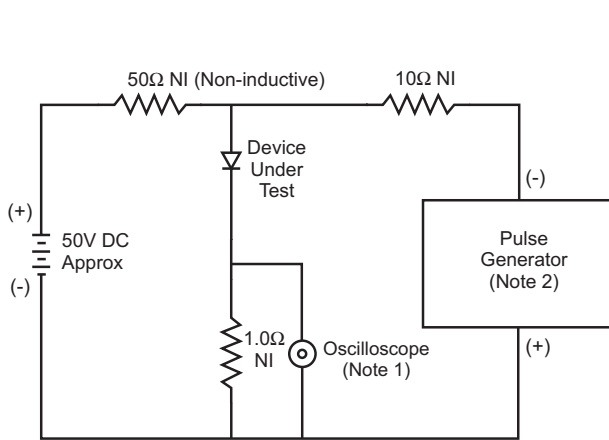 50Ω NI (Non-inductive)
10Ω NI
Device
Under
Test
(-)
(+)
50V DC
Approx
(-)
Pulse
Generator
(Note 2)
1.0Ω
NI
Oscilloscope
(Note 1)
(+)